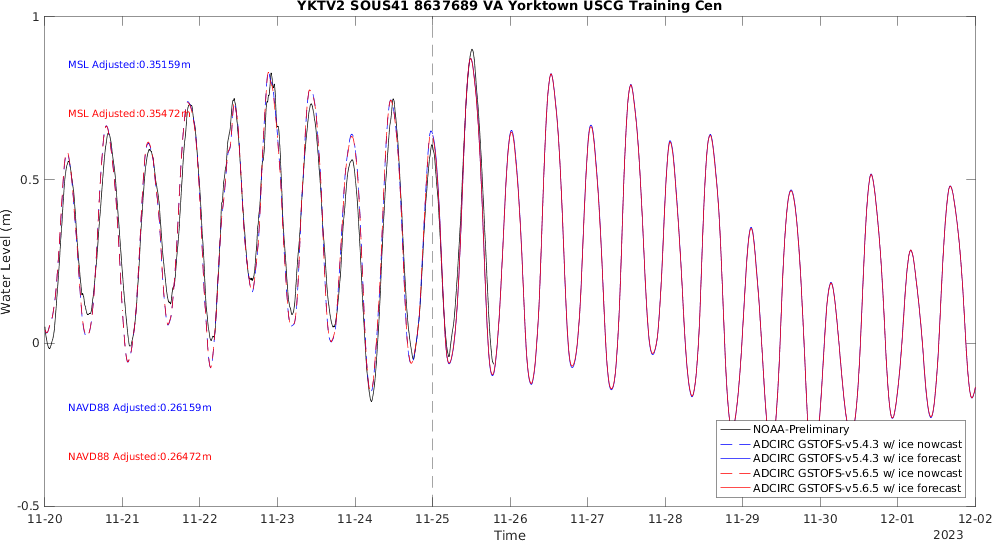 YKTV2 SOUS41 8637689 VA Yorktown USCG Training Cen
1
MSL Adjusted:0.35159m
MSL Adjusted:0.35472m
0.5
Water Level (m)
0
NAVD88 Adjusted:0.26159m
NAVD88 Adjusted:0.26472m
NOAA-Preliminary
ADCIRC GSTOFS-v5.4.3 w/ ice nowcast
ADCIRC GSTOFS-v5.4.3 w/ ice forecast
ADCIRC GSTOFS-v5.6.5 w/ ice nowcast
ADCIRC GSTOFS-v5.6.5 w/ ice forecast
-0.5
11-20 11-21 11-22 11-23 11-24 11-25 11-26 11-27 11-28 11-29 11-30 12-01 12-02
Time
2023